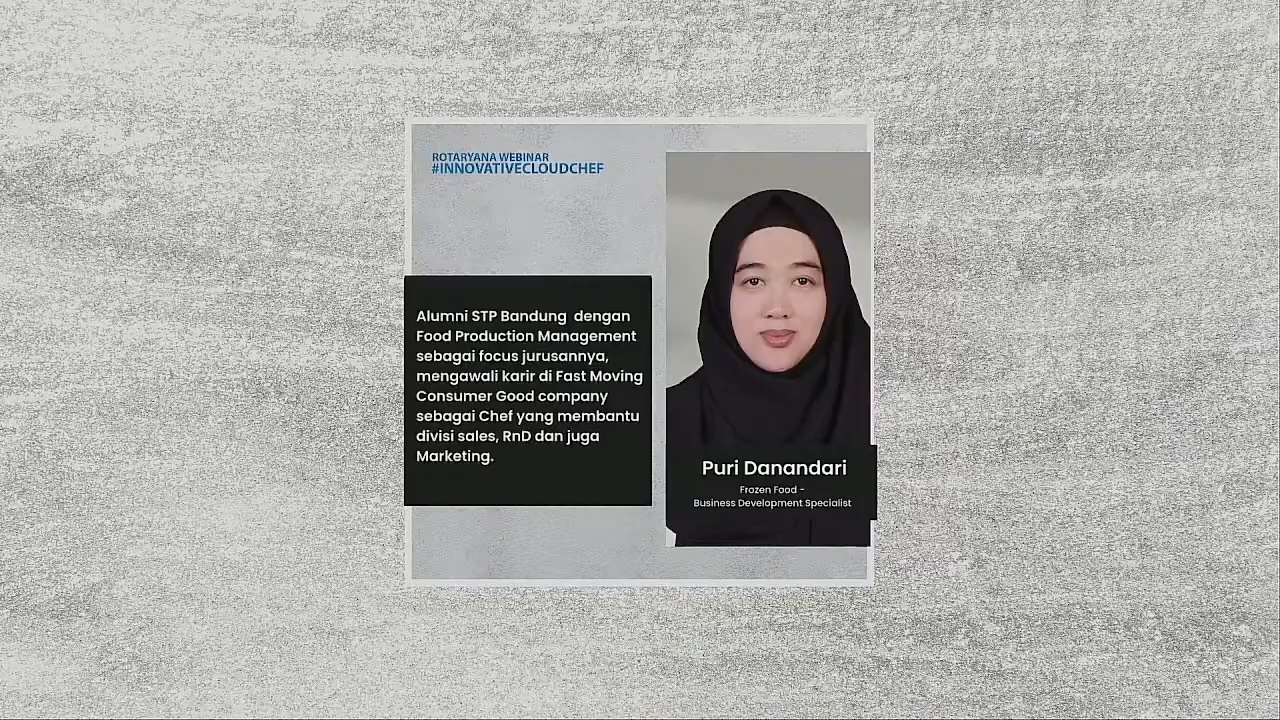 ROTARYANA WEBINAR
#INNOVATIVECLOUDCHEF
Alumni STP Bandung dengan
Food Production Management
sebagai focus jurusannya,
mengawali karir di Fast Moving
Consumer Good company
sebagai Chef yang membantu
divisi sales, RnD dan juga
Marketing.
Puri Danandari
Frozen Food -
Business Development Specialist